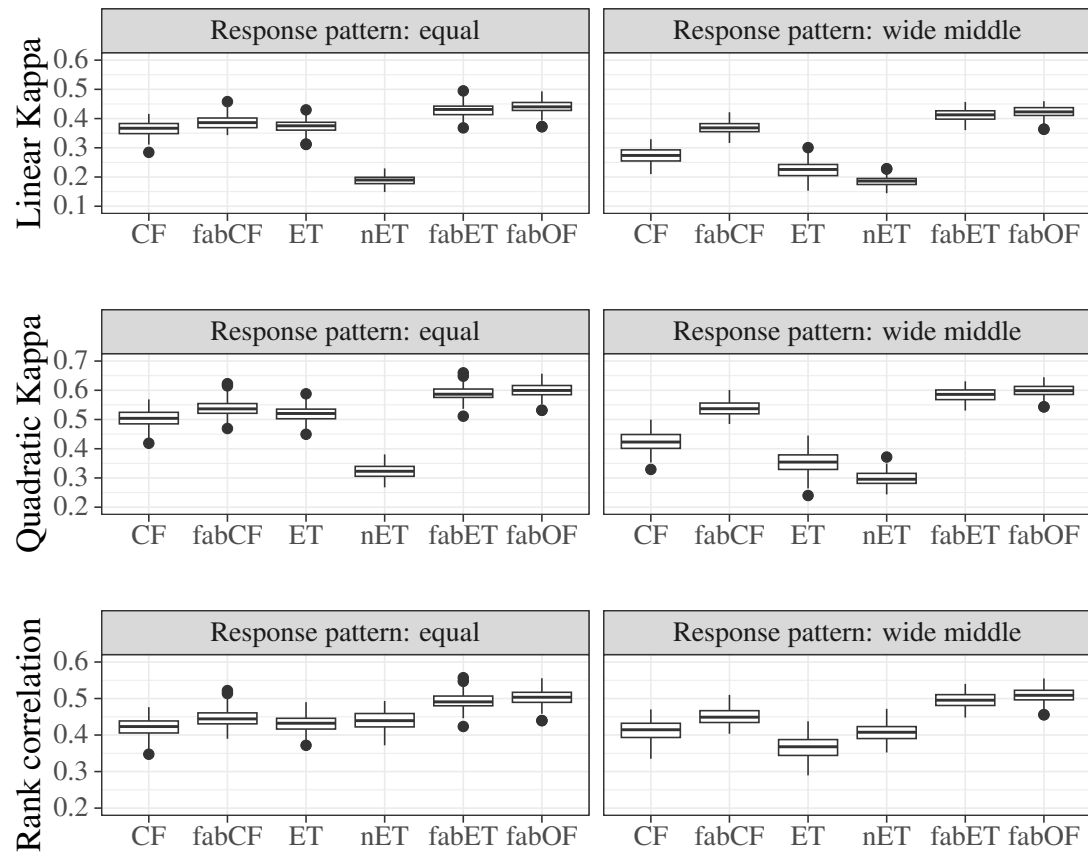 Response pattern: equal Response pattern: wide middle
Linear Kappa
0.6
0.5
0.4
0.3
0.2
0.1
CF fabCF ET nET fabET fabOF CF fabCF ET nET fabET fabOF
Response pattern: equal Response pattern: wide middle
Quadratic Kappa
0.7
0.6
0.5
0.4
0.3
0.2
CF fabCF ET nET fabET fabOF CF fabCF ET nET fabET fabOF
Response pattern: equal Response pattern: wide middle
Rank correlation
0.6
0.5
0.4
0.3
0.2
CF fabCF ET nET fabET fabOF CF fabCF ET nET fabET fabOF